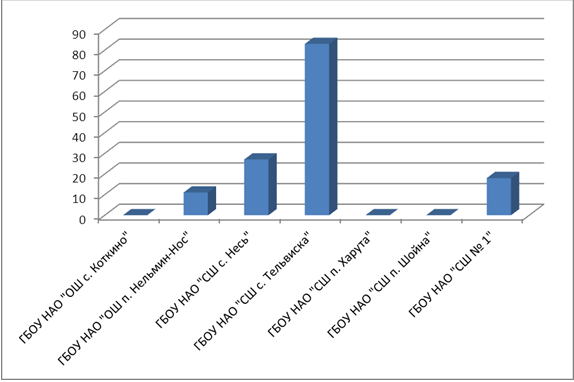 90
80
70
60
50
40
30
20
10
0
ГБОУ НАО "ОШ с. Коткино"
ГБОУ НАО "ОШ п. Нельмин-Нос"
ГБОУ НАО "СШ с. Несь"
ГБОУ НАО "СШ с. Тельвиска"
ГБОУ НАО "СШ п. Харута"
ГБОУ НАО "СШ п. Шойна"
ГБОУ НАО "СШ № 1"